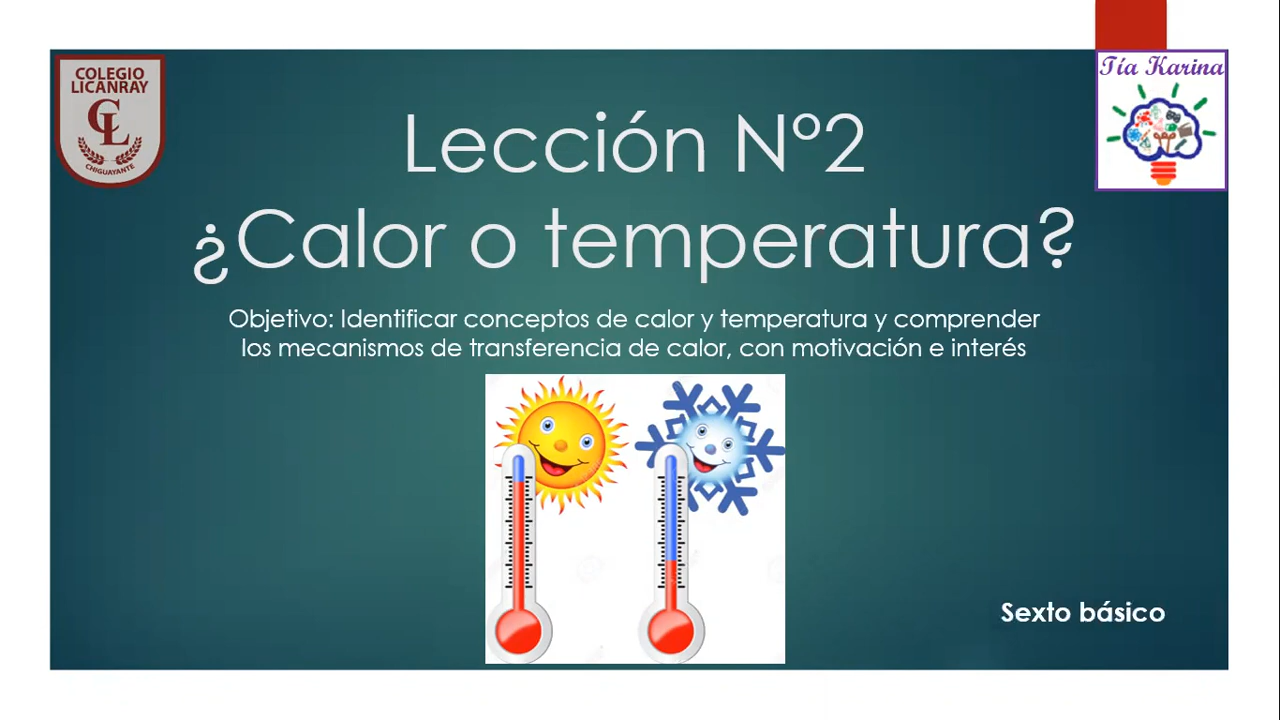 COLEGIO
LICANRAY
CL
CHIGUAYANTE
Tía Karina
Lección N°2
¿Calor o temperatura?
Objetivo: Identificar conceptos de calor y temperatura y comprender
los mecanismos de transferencia de calor, con motivación e interés
Sexto básico